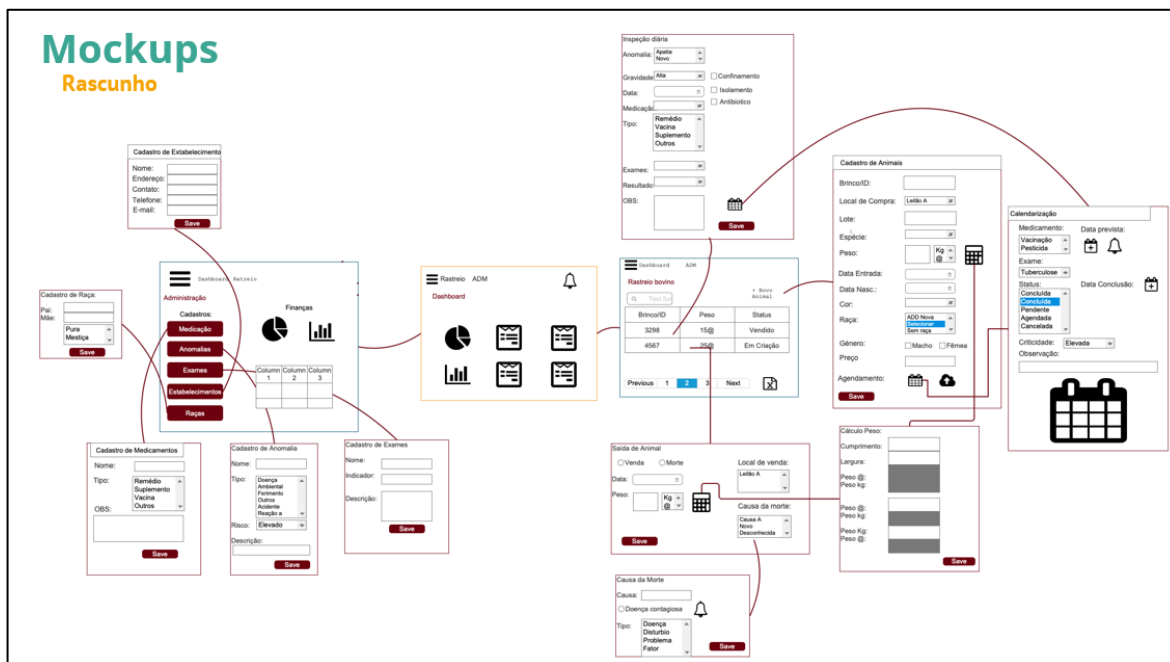 Mockups
Rascunho
Cadastro de Extabelecimento
Nome:
Endereço:
Contato:
Telefone:
E-mail:
Save
Cadastro de Raça:
Pai:
Mãe:
Pura
Mestiça
Save
Dashboard Ratreio
Administração
Cadastros:
Medicação
Anomalias
Exames
Estabelecimentos
Raças
Finanças
Column 1
Column 2
Column 3
Cadastro de Medicamentos
Nome:
Tipo:
Remédio
Suplemento
Vacina
Outros
OBS:
Save
Cadastro de Anomalia
Nome:
Tipo:
Doença
Ambiental
Ferimento
Outros
Acidente
Reação a
Risco:
Elevado
Descrição:
Save
Cadastro de Exames
Nome:
Indicador:
Descrição:
Save
Rastreio ADM
Dashboard
Inspeção diária
Anomalia:
Apatia
Novo
Gravidade
Alta
Confinamento
Data:
Isolamento
Antibiotico
Medicação
Tipo:
Remédio
Vacina
Suplemento
Outros
Exames:
Resultado:
OBS:
Save
Dashboard ADM
Rastreio bovino
+ Novo
Animal
Brinco/ID Peso Status
3298 15@ Vendido
4567 25@ Em Criação
Previous 1 2 3 Next
Saída de Animal
Venda Morte
Data:
Peso:
Kg
@
Local de venda:
Leilão A
Causa da morte:
Causa A
Novo
Desconhecida
Save
Causa da Morte
Causa:
Doença contagiosa
Tipo:
Doença
Disturbio
Problema
Fator
Save
Cadastro de Animais
Brinco/ID:
Local de Compra:
Leilão A
Lote:
Espécie:
Peso:
Kg
@
Data Entrada:
Data Nasc.:
Cor:
Raça:
ADD Nova
Selecionar
Sem raça
Género:
Macho
Fêmea
Preço
Agendamento:
Save
Cálculo Peso:
Cumprimento:
Largura:
Peso @:
Peso kg:
Peso @:
Peso kg:
Peso Kg:
Peso @:
Save
Calendarização
Medicamento:
Vacinação
Pesticida
Data prevista:
Exame:
Tuberculose
Status:
Concluída
Concluída
Pendente
Agendada
Cancelada
Data Conclusão:
Criticidade:
Elevada
Observação: